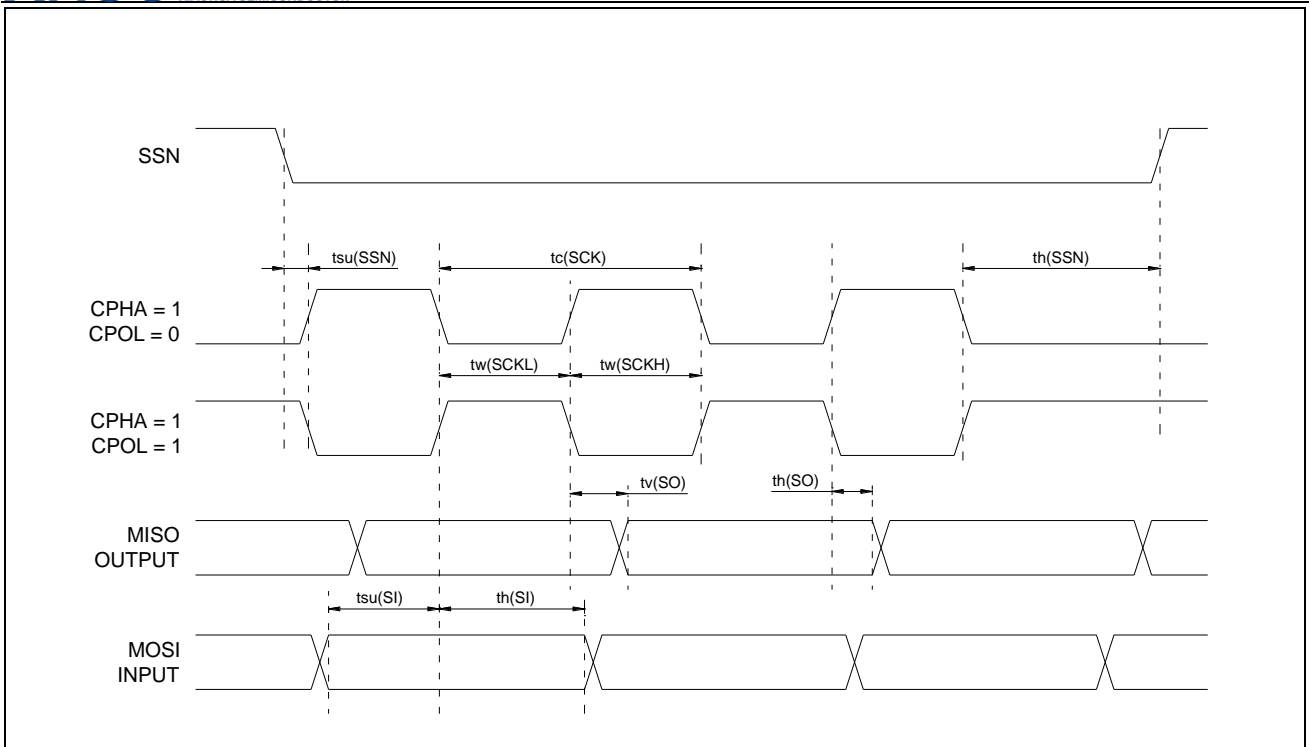 SSN
tsu(SSN)
tc(SCK)
th(SSN)
CPHA = 1
CPOL = 0
tw(SCKL)
tw(SCKH)
CPHA = 1
CPOL = 1
tv(SO)
th(SO)
MISO
OUTPUT
tsu(SI)
th(SI)
MOSI
INPUT